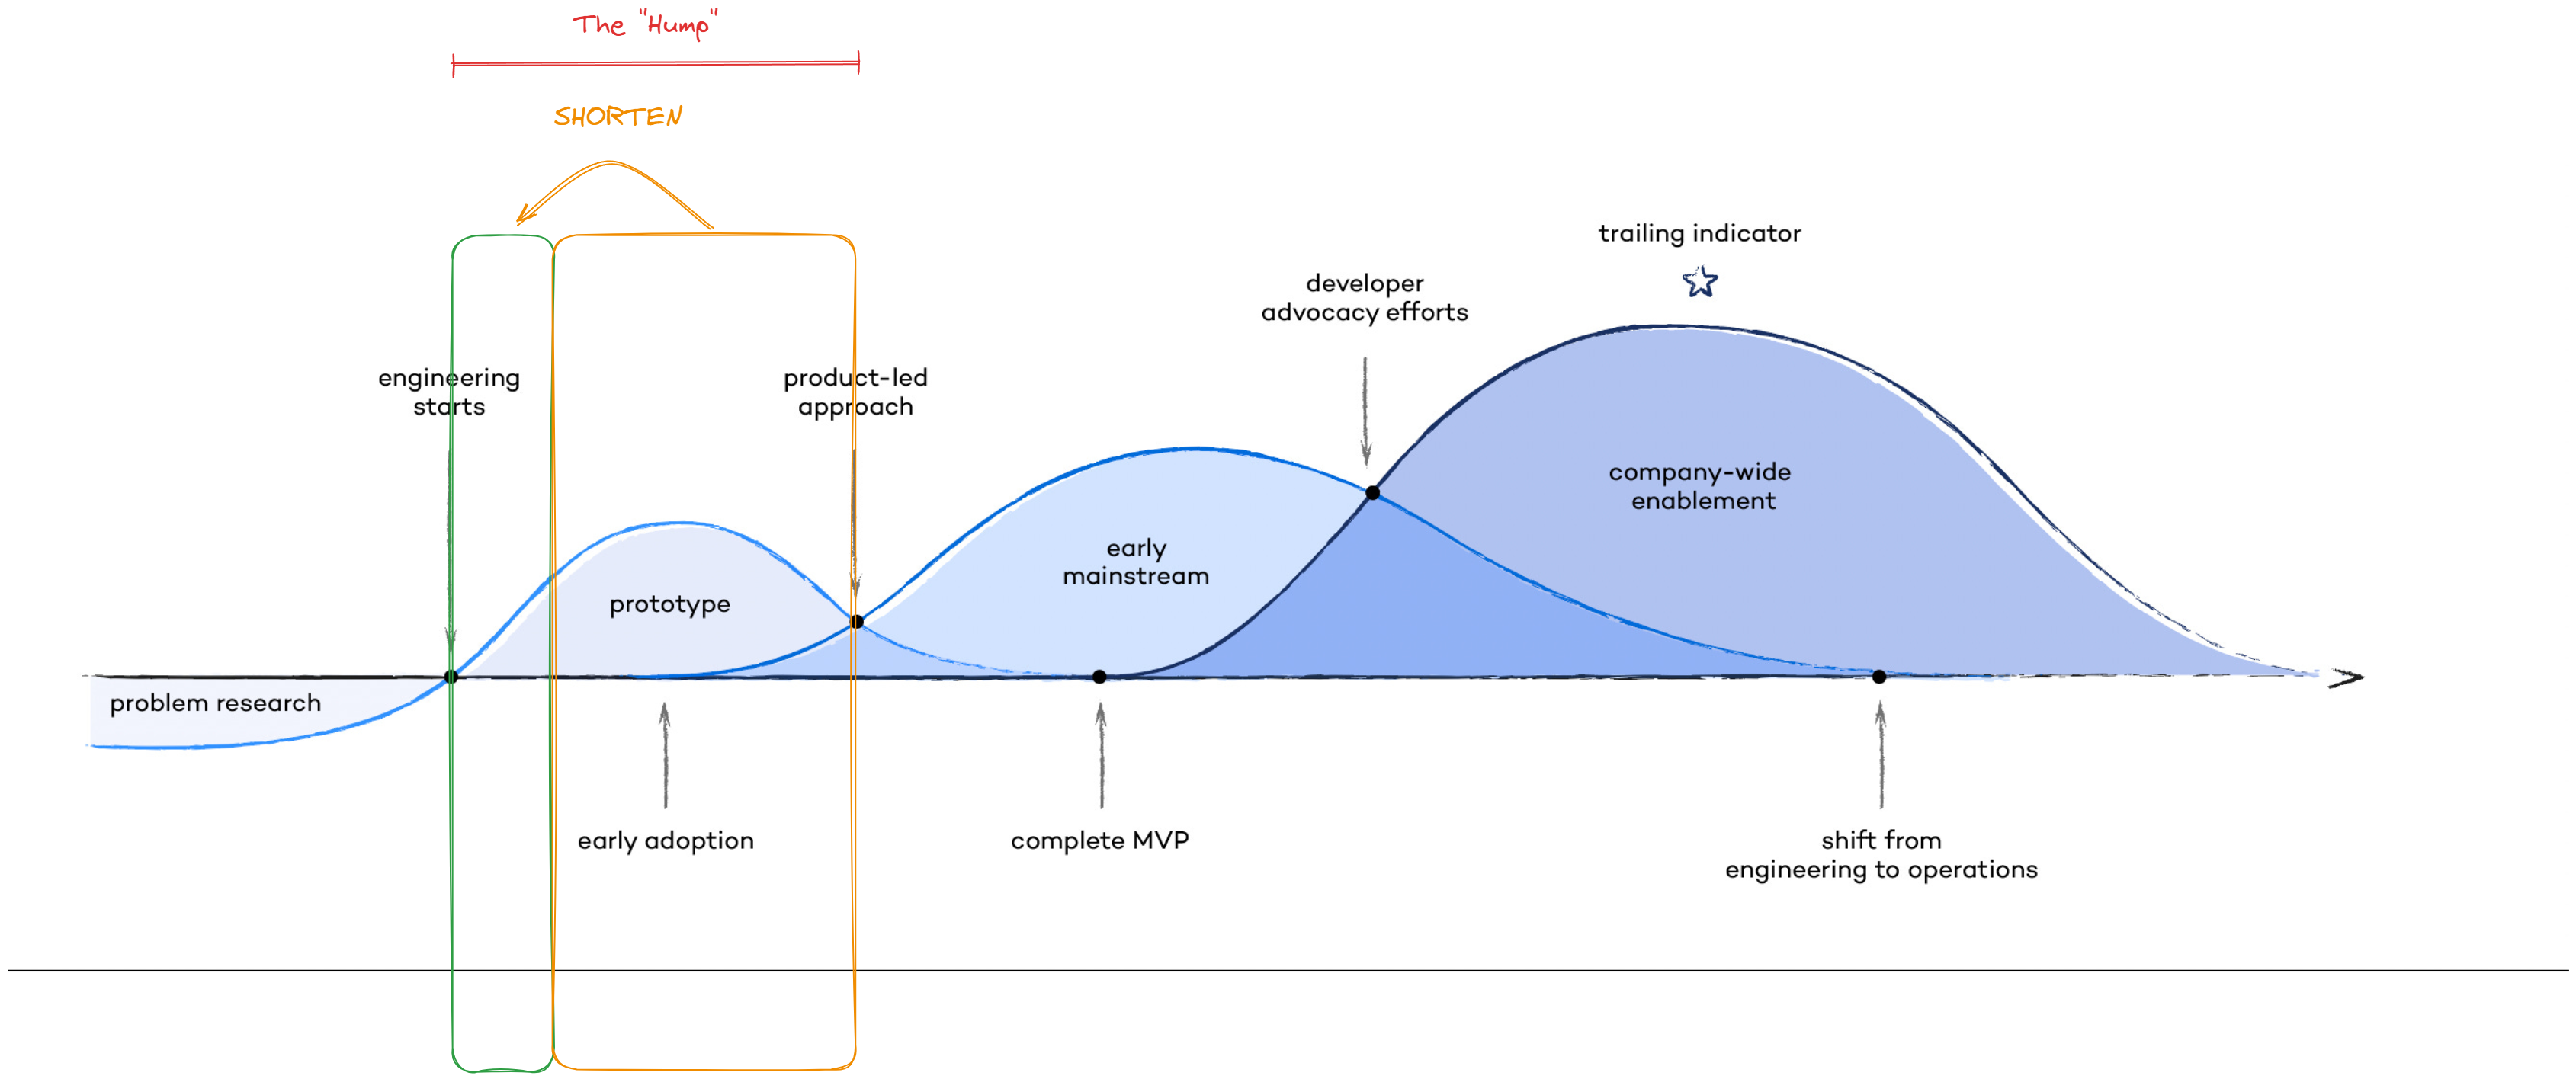 The "Hump"
SHORTEN
trailing indicator
developer
advocacy efforts
engineering
starts
product-led
approach
company-wide
enablement
early
mainstream
prototype
problem research
early adoption
complete MVP
shift from
engineering to operations